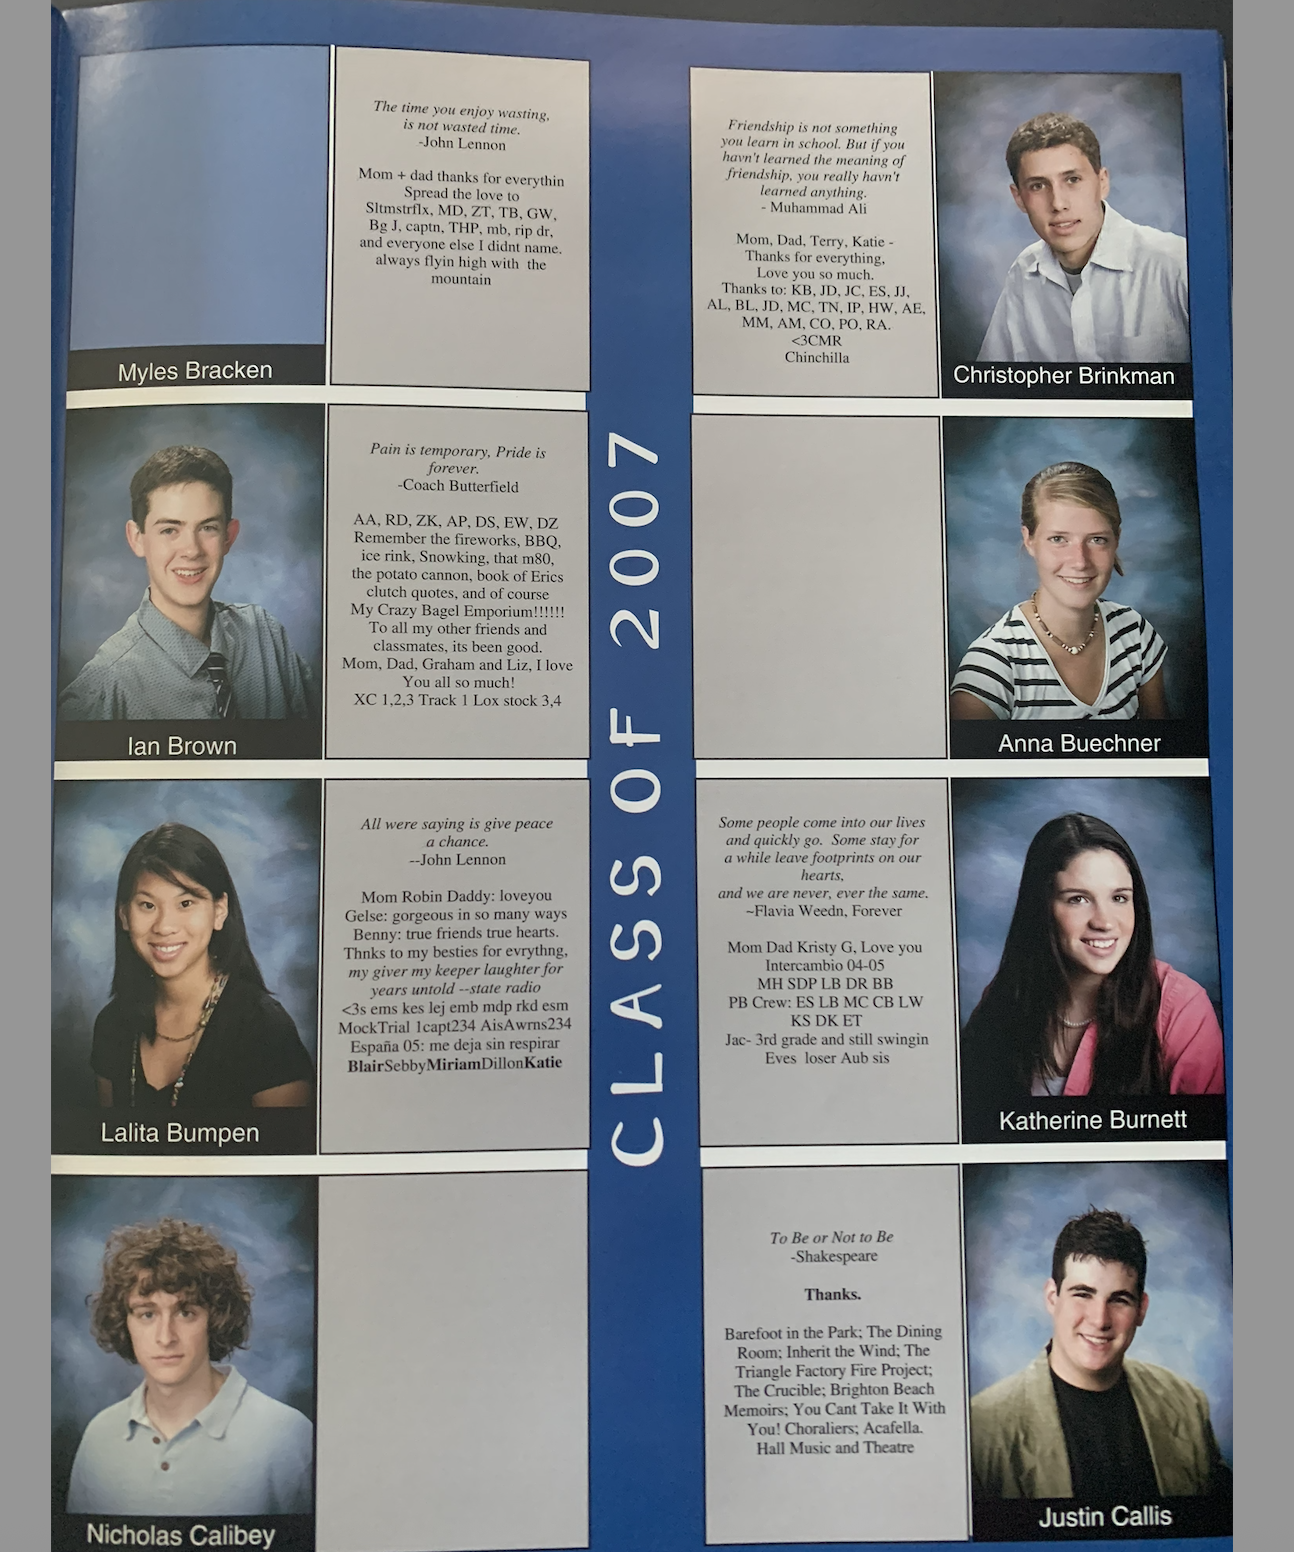 The time you enjoy wasting,
is not wasted time.
-John Lennon
Mom + dad thanks for everythin
Spread the love to
Sltmstrflx, MD, ZT, TB, GW,
Bg J, captn, THP, mb, rip dr,
and everyone else I didnt name.
always flyin high with the
mountain
Myles Bracken
Friendship is not something
you learn in school. But if you
havn't learned the meaning of
friendship, you really havn't
learned anything.
- Muhammad Ali
Mom, Dad, Terry, Katie -
Thanks for everything,
Love you so much.
Thanks to: KB, JD, JC, ES, JJ,
AL, BL, JD, MC, TN, IP, HW, AE,
MM, AM, CO, PO, RA.
<3CMR
Chinchilla
Christopher Brinkman
Pain is temporary, Pride is
forever.
-Coach Butterfield
AA, RD, ZK, AP, DS, EW, DZ
Remember the fireworks, BBQ,
ice rink, Snowking, that m80,
the potato cannon, book of Erics
clutch quotes, and of course
My Crazy Bagel Emporium!!!!!!
To all my other friends and
classmates, its been good.
Mom, Dad, Graham and Liz, I love
You all so much!
XC 1,2,3 Track 1 Lox stock 3,4
Ian Brown
Anna Buechner
CLASS OF 2007
All were saying is give peace
a chance.
--John Lennon
Mom Robin Daddy: loveyou
Gelse: gorgeous in so many ways
Benny: true friends true hearts.
Thnks to my besties for evrythng,
my giver my keeper laughter for
years untold --state radio
<3s ems kes lej emb mdp rkd esm
MockTrial 1capt234 AisAwrns234
España 05: me deja sin respirar
BlairSebbyMiriamDillonKatie
Lalita Bumpen
Some people come into our lives
and quickly go. Some stay for
a while leave footprints on our
hearts,
and we are never, ever the same.
~Flavia Weedn, Forever
Mom Dad Kristy G, Love you
Intercambio 04-05
MH SDP LB DR BB
PB Crew: ES LB MC CB LW
KS DK ET
Jac- 3rd grade and still swingin
Eves loser Aub sis
Katherine Burnett
Nicholas Calibey
To Be or Not to Be
-Shakespeare
Thanks.
Barefoot in the Park; The Dining
Room; Inherit the Wind; The
Triangle Factory Fire Project;
The Crucible; Brighton Beach
Memoirs; You Cant Take It With
You! Choraliers; Acafella.
Hall Music and Theatre
Justin Callis